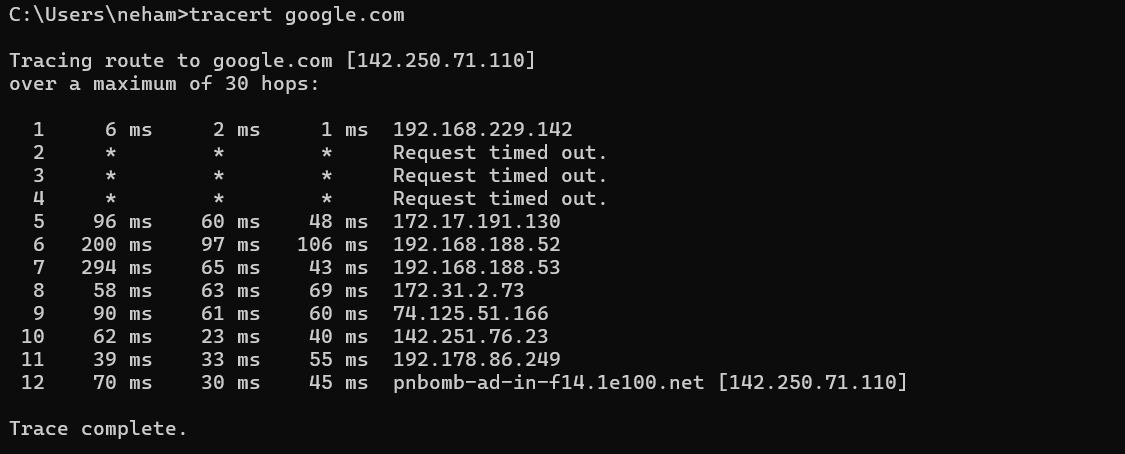 C:\Users\neham>tracert google.com
Tracing route to google.com [142.250.71.110]
over a maximum of 30 hops:
1 6 ms 2 ms 1 ms 192.168.229.142
2 * * * Request timed out.
3 * * * Request timed out.
4 * * * Request timed out.
5 96 ms 60 ms 48 ms 172.17.191.130
6 200 ms 97 ms 106 ms 192.168.188.52
7 294 ms 65 ms 43 ms 192.168.188.53
8 58 ms 63 ms 69 ms 172.31.2.73
9 90 ms 61 ms 60 ms 74.125.51.166
10 62 ms 23 ms 40 ms 142.251.76.23
11 39 ms 33 ms 55 ms 192.178.86.249
12 70 ms 30 ms 45 ms pnbomb-ad-in-f14.1e100.net [142.250.71.110]
Trace complete.